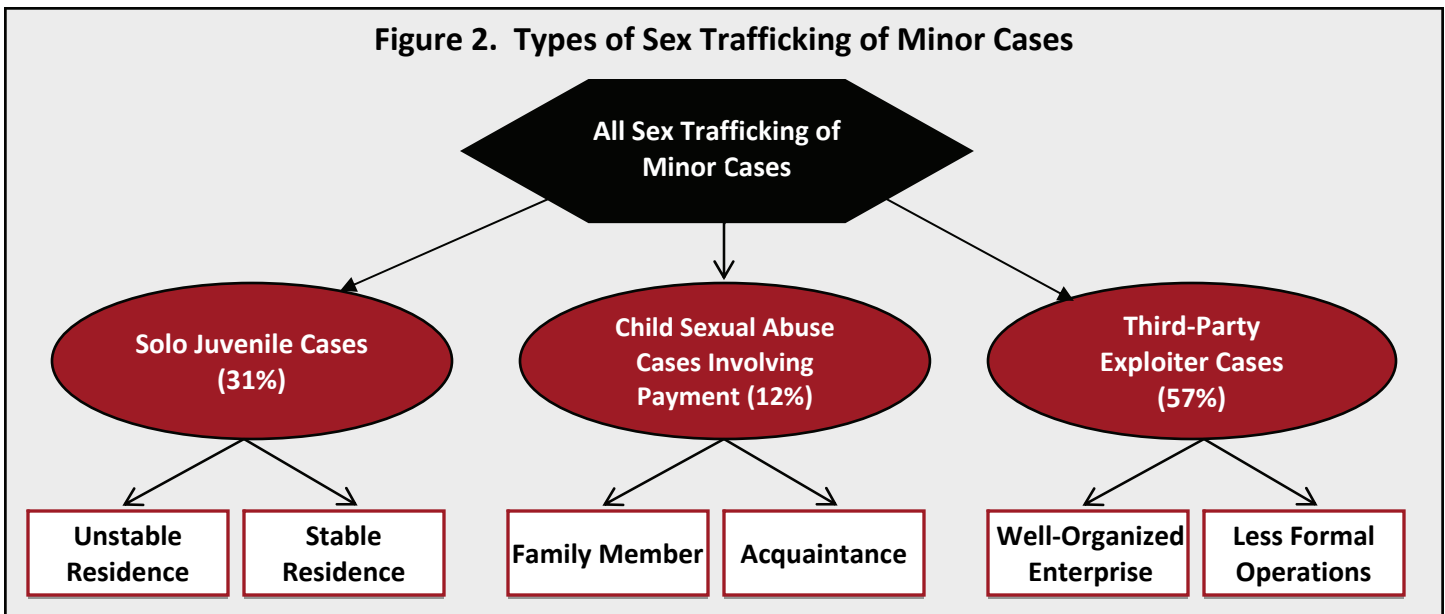 Figure 2. Types of Sex Trafficking of Minor Cases
All Sex Trafficking of
Minor Cases
Solo Juvenile Cases
(31%)
Child Sexual Abuse
Cases Involving
Payment (12%)
Third-Party
Exploiter Cases
(57%)
Unstable
Residence
Stable
Residence
Family Member
Acquaintance
Well-Organized
Enterprise
Less Formal
Operations